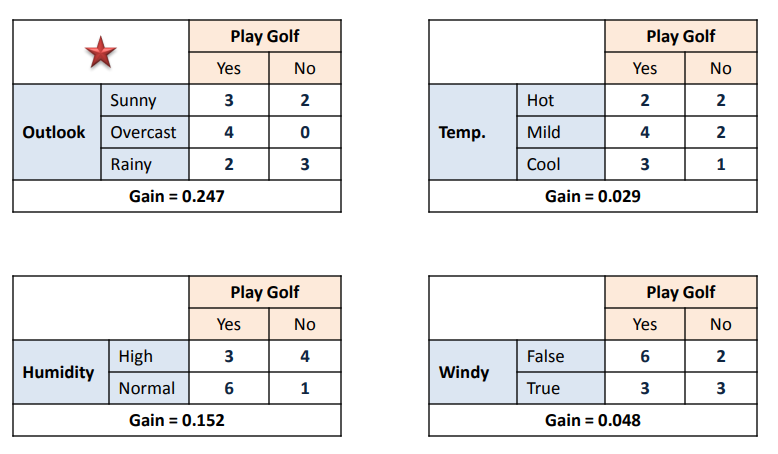 Play Golf
Yes No
Outlook
Sunny 3 2
Overcast 4 0
Rainy 2 3
Gain = 0.247
Play Golf
Yes No
Temp.
Hot 2 2
Mild 4 2
Cool 3 1
Gain = 0.029
Play Golf
Yes No
Humidity
High 3 4
Normal 6 1
Gain = 0.152
Play Golf
Yes No
Windy
False 6 2
True 3 3
Gain = 0.048